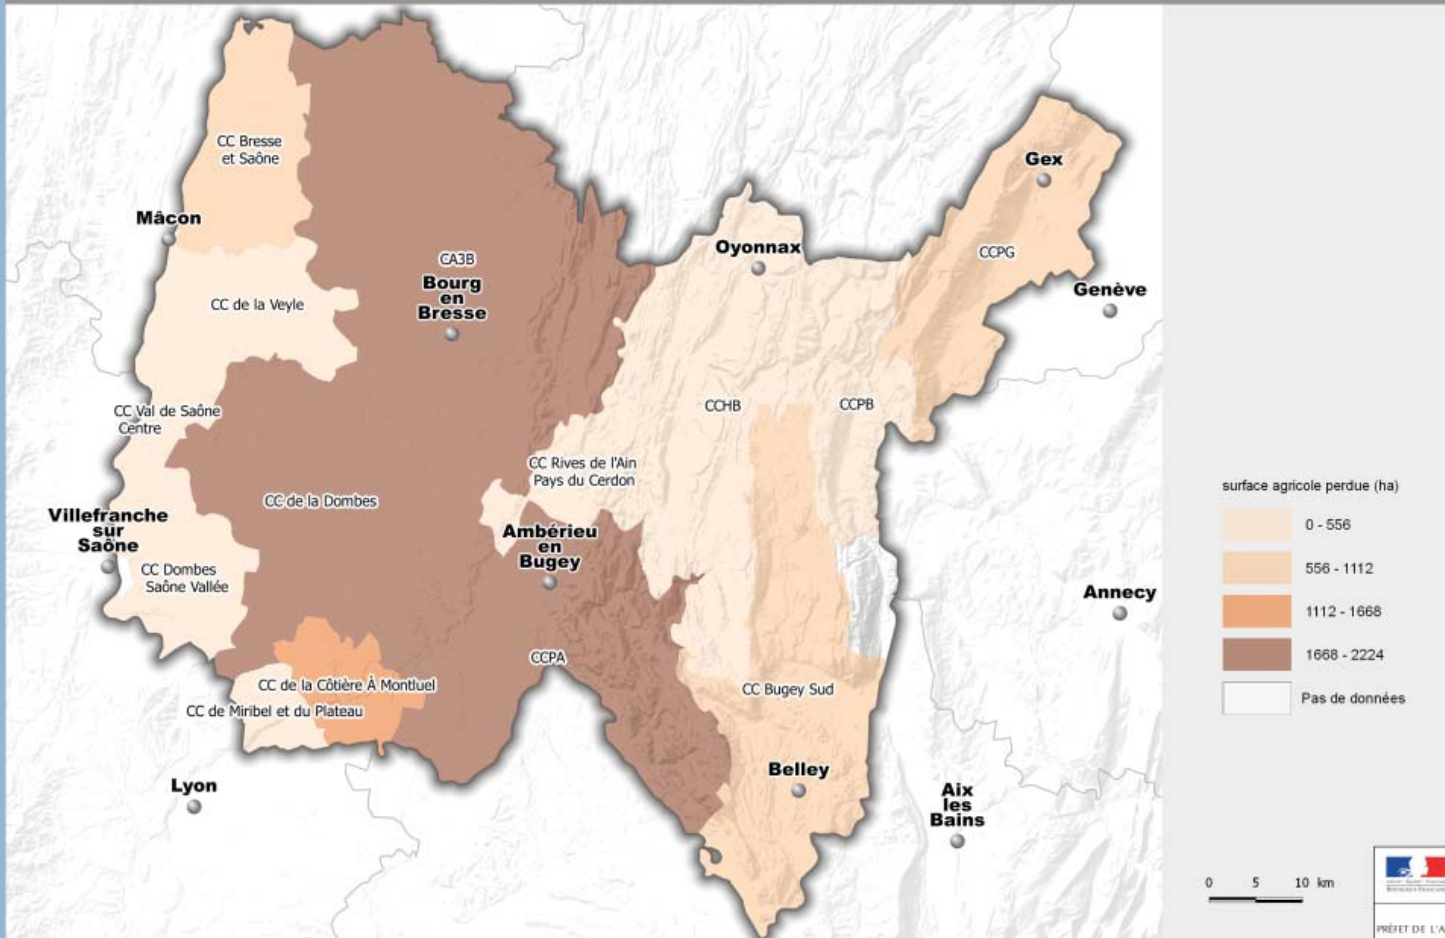 CC Bresse
et Saône
Gex
Mâcon
Oyonnax
CCPG
CA3B
Bourg
en
Bresse
CC de la Veyle
Genève
CC Val de Saône
Centre
CCHB
CCPB
CC Rives de l'Ain
Pays du Cerdon
CC de la Dombes
Villefranche
sur
Saône
Ambérieu
en
Bugey
CC Dombes
Saône Vallée
Annecy
CCPA
CC de la Côtière À Montluel
CC Bugey Sud
CC de Miribel et du Plateau
Belley
Lyon
Aix
les
Bains
surface agricole perdue (ha)
0 - 556
556 - 1112
1112 - 1668
1668 - 2224
Pas de données
0 5 10 km
PRÉFET DE L'A